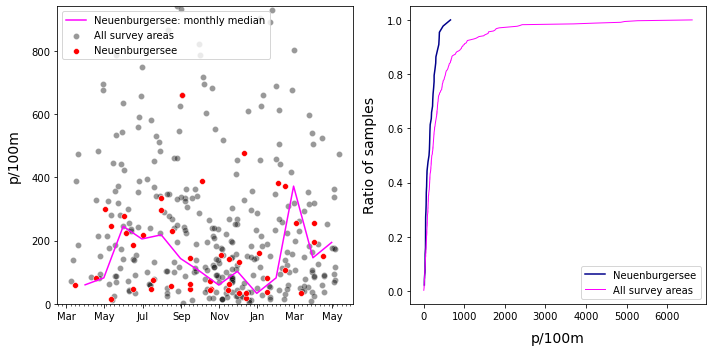 Neuenburgersee: monthly median
All survey areas
Neuenburgersee
p/100m
800
600
400
200
0
Mar May Jul Sep Nov Jan Mar May
Ratio of samples
1.0
0.8
0.6
0.4
0.2
0.0
Neuenburgersee
All survey areas
0 1000 2000 3000 4000 5000 6000
p/100m